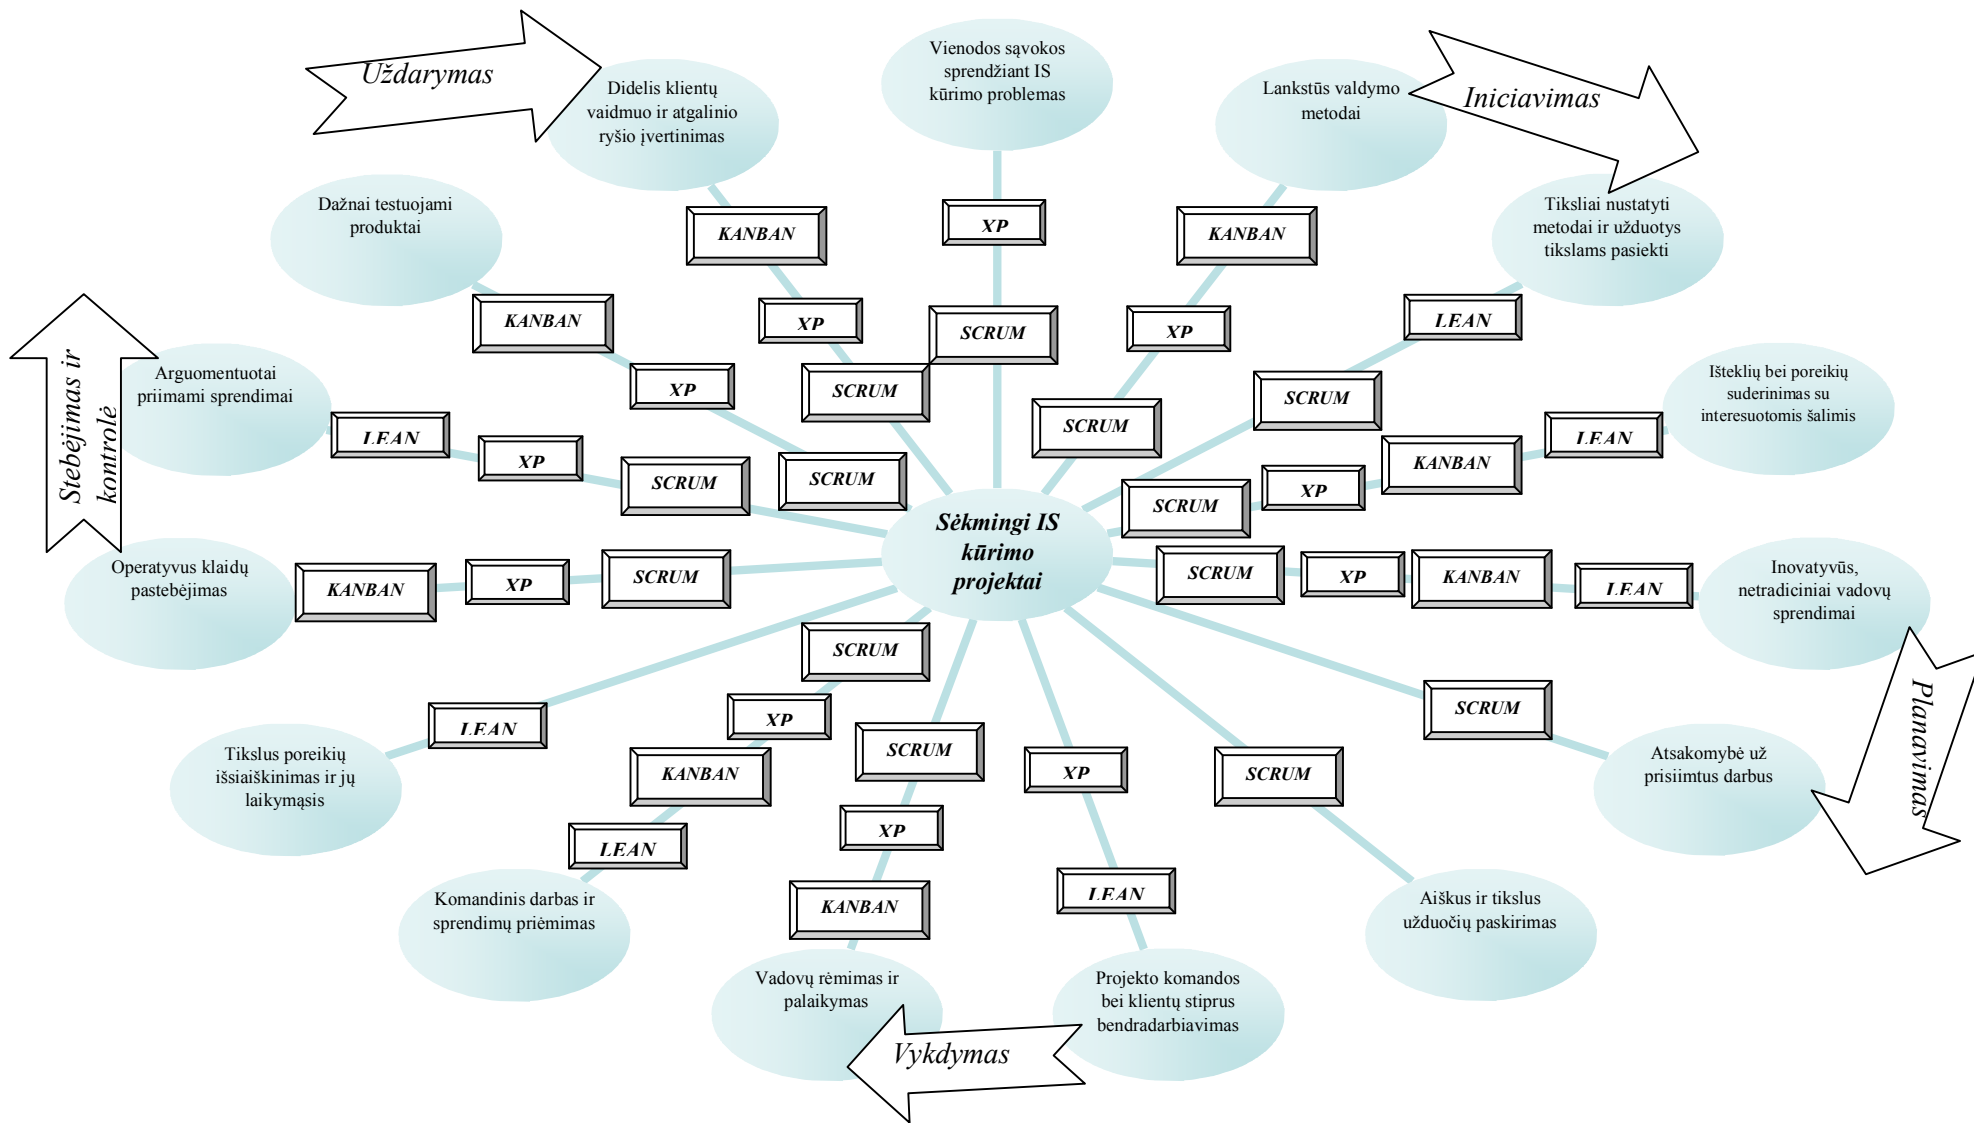 Uždarymas
Didelis klientų
vaidmuo ir atgalinio
ryšio įvertinimas
Vienodos sąvokos
sprendžiant IS
kūrimo problemas
Lankstūs valdymo
metodai
Iniciavimas
Dažnai testuojami
produktai
Tiksliai nustatyti
metodai ir užduotys
tikslams pasiekti
KANBAN
XP
KANBAN
KANBAN
XP
SCRUM
XP
LEAN
Stebėjimas ir
kontrolė
Arguomentuotai
priimami sprendimai
XP
SCRUM
SCRUM
SCRUM
Išteklių bei poreikių
suderinimas su
interesuotomis šalimis
LEAN
XP
SCRUM
SCRUM
SCRUM
XP
KANBAN
LEAN
Sėkmingi IS
kūrimo
projektai
Operatyvus klaidų
pastebėjimas
KANBAN
XP
SCRUM
SCRUM
XP
KANBAN
LEAN
Inovatyvūs,
netradiciniai vadovų
sprendimai
SCRUM
SCRUM
Planavimas
LEAN
XP
SCRUM
XP
SCRUM
Tikslus poreikių
išsiaiškinimas ir jų
laikymąsis
KANBAN
Atsakomybė už
prisiimtus darbus
LEAN
XP
LEAN
Komandinis darbas ir
sprendimų priėmimas
KANBAN
Aiškus ir tikslus
užduočių paskirimas
Vadovų rėmimas ir
palaikymas
Projekto komandos
bei klientų stiprus
bendradarbiavimas
Vykdymas